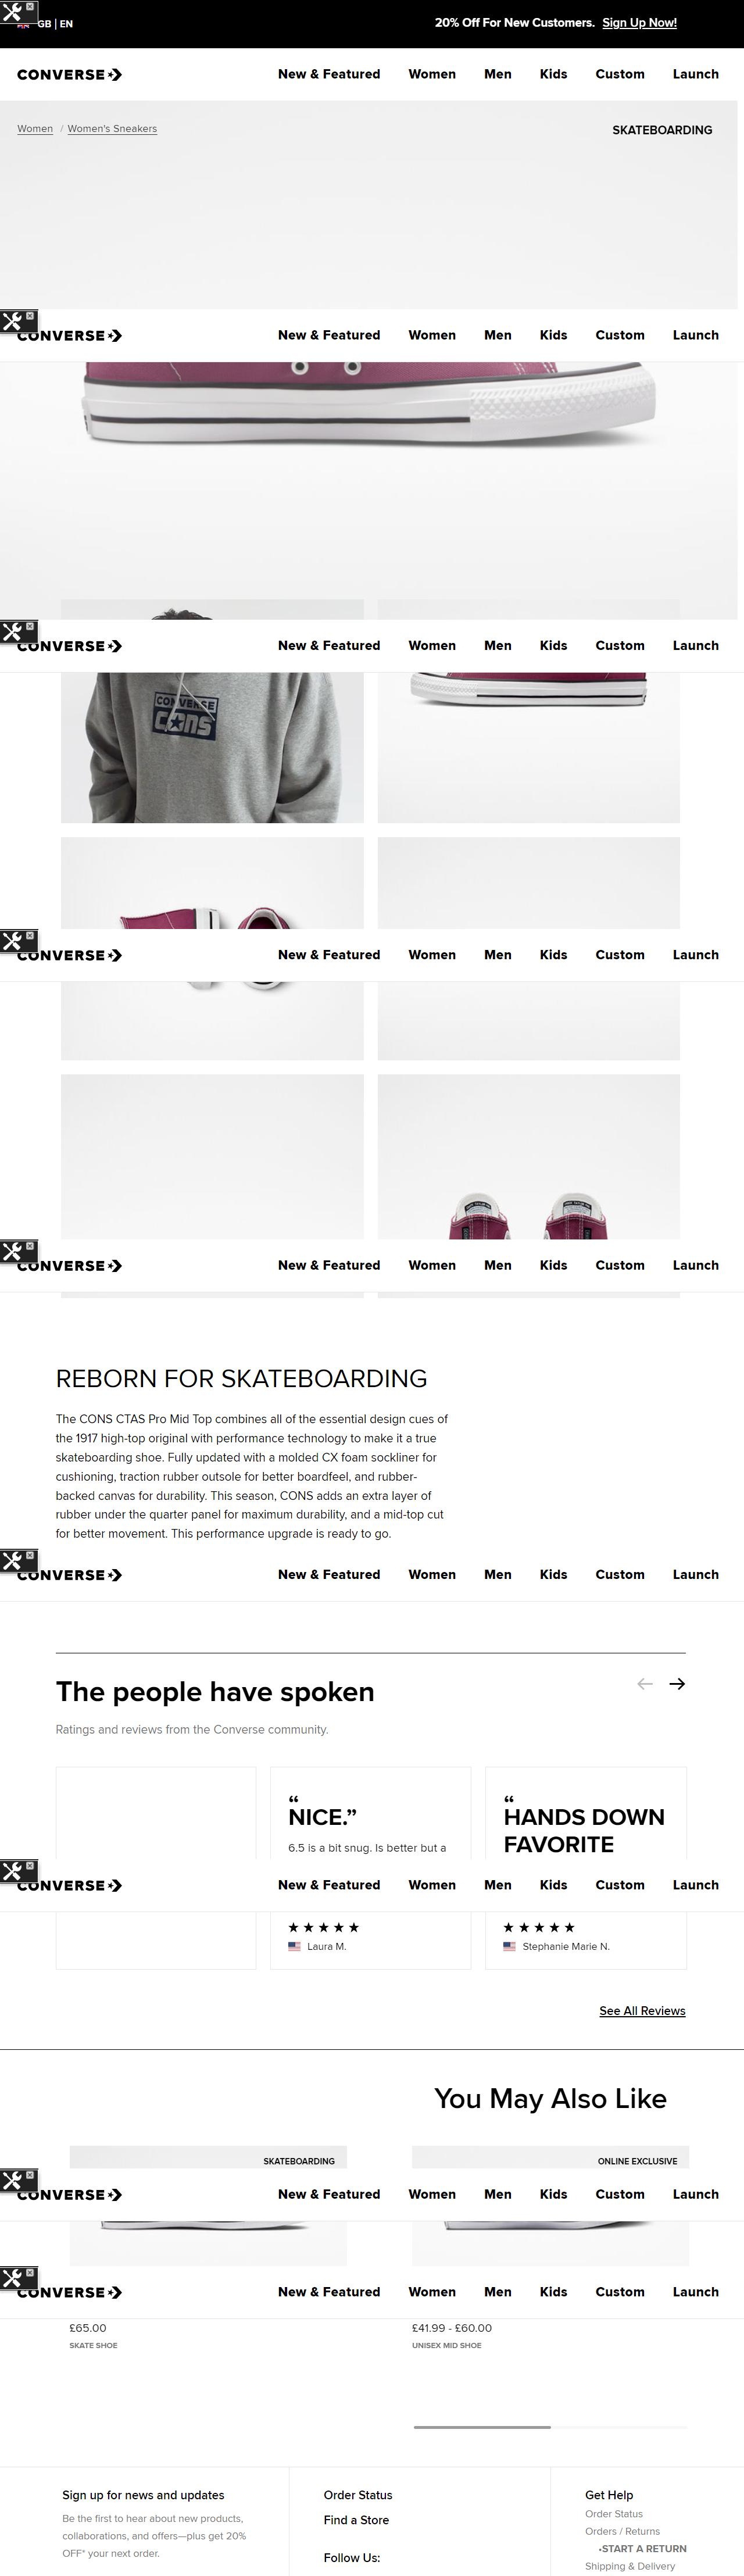 GB | EN
20% Off For New Customers. Sign Up Now!
CONVERSE
New & Featured Women Men Kids Custom Launch
Women / Women's Sneakers
SKATEBOARDING
CONVERSE
New & Featured Women Men Kids Custom Launch
CONVERSE
New & Featured Women Men Kids Custom Launch
CONVERSE
CONS
CONVERSE
New & Featured Women Men Kids Custom Launch
CONVERSE
New & Featured Women Men Kids Custom Launch
REBORN FOR SKATEBOARDING
The CONS CTAS Pro Mid Top combines all of the essential design cues of
the 1917 high-top original with performance technology to make it a true
skateboarding shoe. Fully updated with a molded CX foam sockliner for
cushioning, traction rubber outsole for better boardfeel, and rubber-
backed canvas for durability. This season, CONS adds an extra layer of
rubber under the quarter panel for maximum durability, and a mid-top cut
for better movement. This performance upgrade is ready to go.
CONVERSE
New & Featured Women Men Kids Custom Launch
The people have spoken
Ratings and reviews from the Converse community.
“
NICE.”
6.5 is a bit snug. Is better but a
“
HANDS DOWN
FAVORITE
CONVERSE
New & Featured Women Men Kids Custom Launch
★★★★★
Laura M.
★★★★★
Stephanie Marie N.
See All Reviews
You May Also Like
SKATEBOARDING
ONLINE EXCLUSIVE
CONVERSE
New & Featured Women Men Kids Custom Launch
CONVERSE
New & Featured Women Men Kids Custom Launch
£65.00
SKATE SHOE
£41.99 - £60.00
UNISEX MID SHOE
Sign up for news and updates
Be the first to hear about new products,
collaborations, and offers—plus get 20%
OFF* your next order.
Order Status
Find a Store
Follow Us:
Get Help
Order Status
Orders / Returns
•START A RETURN
Shipping & Delivery